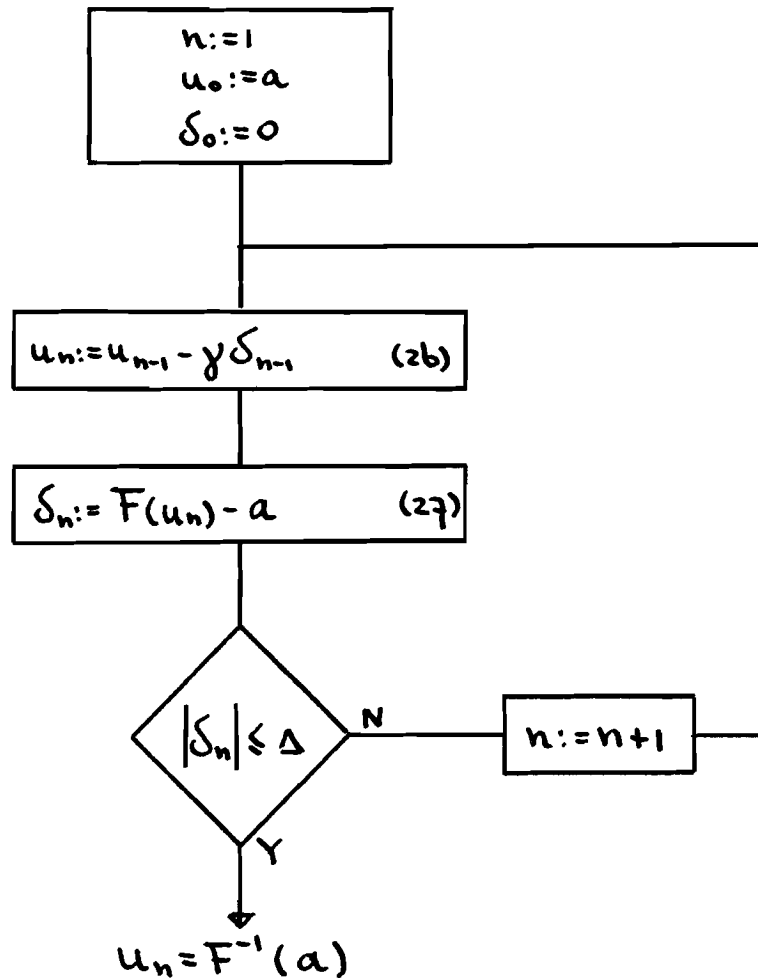 n:=1
u₀:=a
δ₀:=0
uₙ:=uₙ₋₁-γδₙ₋₁ (26)
δₙ:=F(uₙ)-a (27)
|δₙ|≤Δ
N
n:=n+1
Y
uₙ=F⁻¹(a)